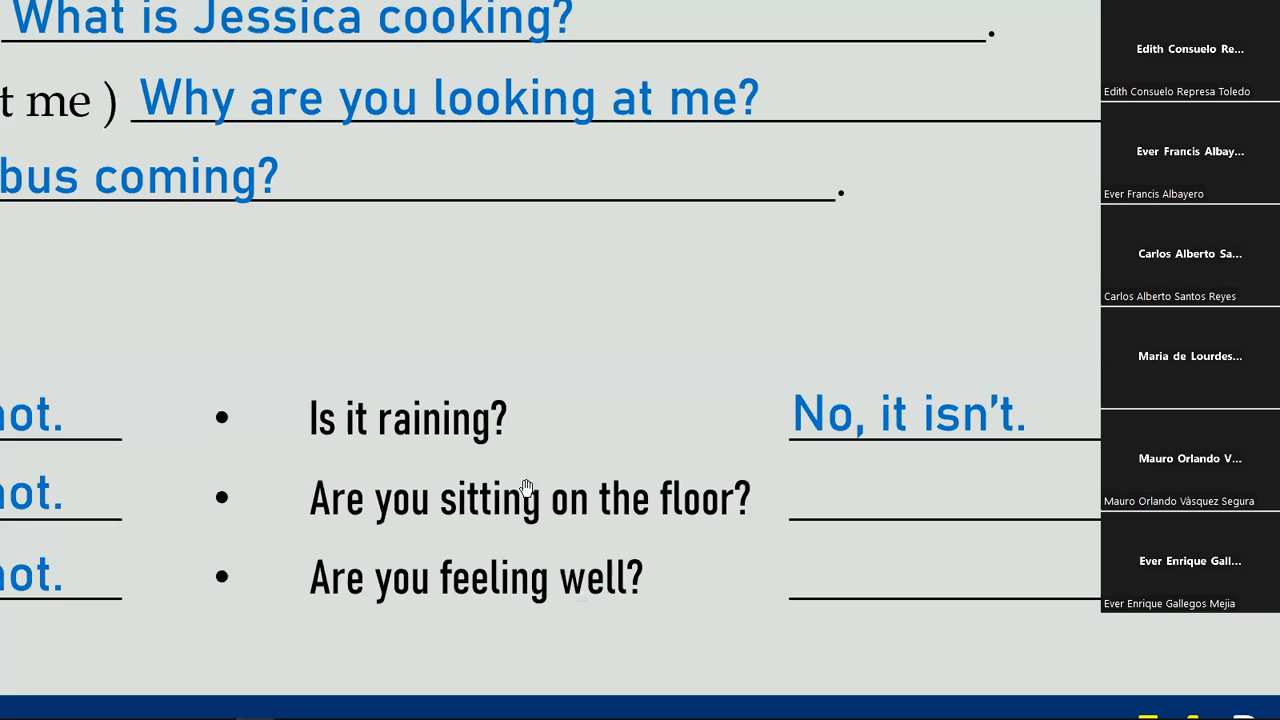 What is Jessica cooking?
.
t me ) Why are you looking at me?
bus coming?
.
not. • Is it raining? No, it isn't.
not. • Are you sitting on the floor?
not. • Are you feeling well?
Edith Consuelo Re...
Edith Consuelo Represa Toledo
Ever Francis Albay...
Ever Francis Albayero
Carlos Alberto Sa...
Carlos Alberto Santos Reyes
Maria de Lourdes...
Mauro Orlando V...
Mauro Orlando Vàsquez Segura
Ever Enrique Gall...
Ever Enrique Gallegos Mejia